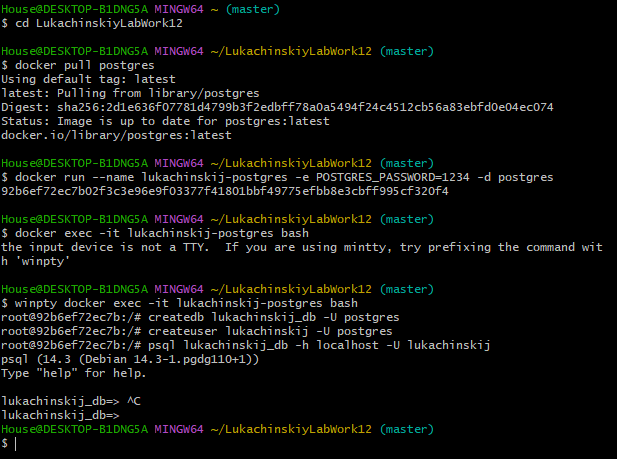 House@DESKTOP-B1DNG5A MINGW64 ~ (master)
$ cd LukachinskiyLabWork12
House@DESKTOP-B1DNG5A MINGW64 ~/LukachinskiyLabWork12 (master)
$ docker pull postgres
Using default tag: latest
latest: Pulling from library/postgres
Digest: sha256:2d1e636f07781d4799b3f2edbff78a0a5494f24c4512cb56a83ebfd0e04ec074
Status: Image is up to date for postgres:latest
docker.io/library/postgres:latest
House@DESKTOP-B1DNG5A MINGW64 ~/LukachinskiyLabWork12 (master)
$ docker run --name lukachinskij-postgres -e POSTGRES_PASSWORD=1234 -d postgres
92b6ef72ec7b02f3c3e96e9f03377f41801bbf49775efbb8e3cbff995cf320f4
House@DESKTOP-B1DNG5A MINGW64 ~/LukachinskiyLabWork12 (master)
$ docker exec -it lukachinskij-postgres bash
the input device is not a TTY.  If you are using mintty, try prefixing the command wit
h 'winpty'
House@DESKTOP-B1DNG5A MINGW64 ~/LukachinskiyLabWork12 (master)
$ winpty docker exec -it lukachinskij-postgres bash
root@92b6ef72ec7b:/# createdb lukachinskij_db -U postgres
root@92b6ef72ec7b:/# createuser lukachinskij -U postgres
root@92b6ef72ec7b:/# psql lukachinskij_db -h localhost -U lukachinskij
psql (14.3 (Debian 14.3-1.pgdg110+1))
Type "help" for help.
lukachinskij_db=> ^C
lukachinskij_db=>
House@DESKTOP-B1DNG5A MINGW64 ~/LukachinskiyLabWork12 (master)
$